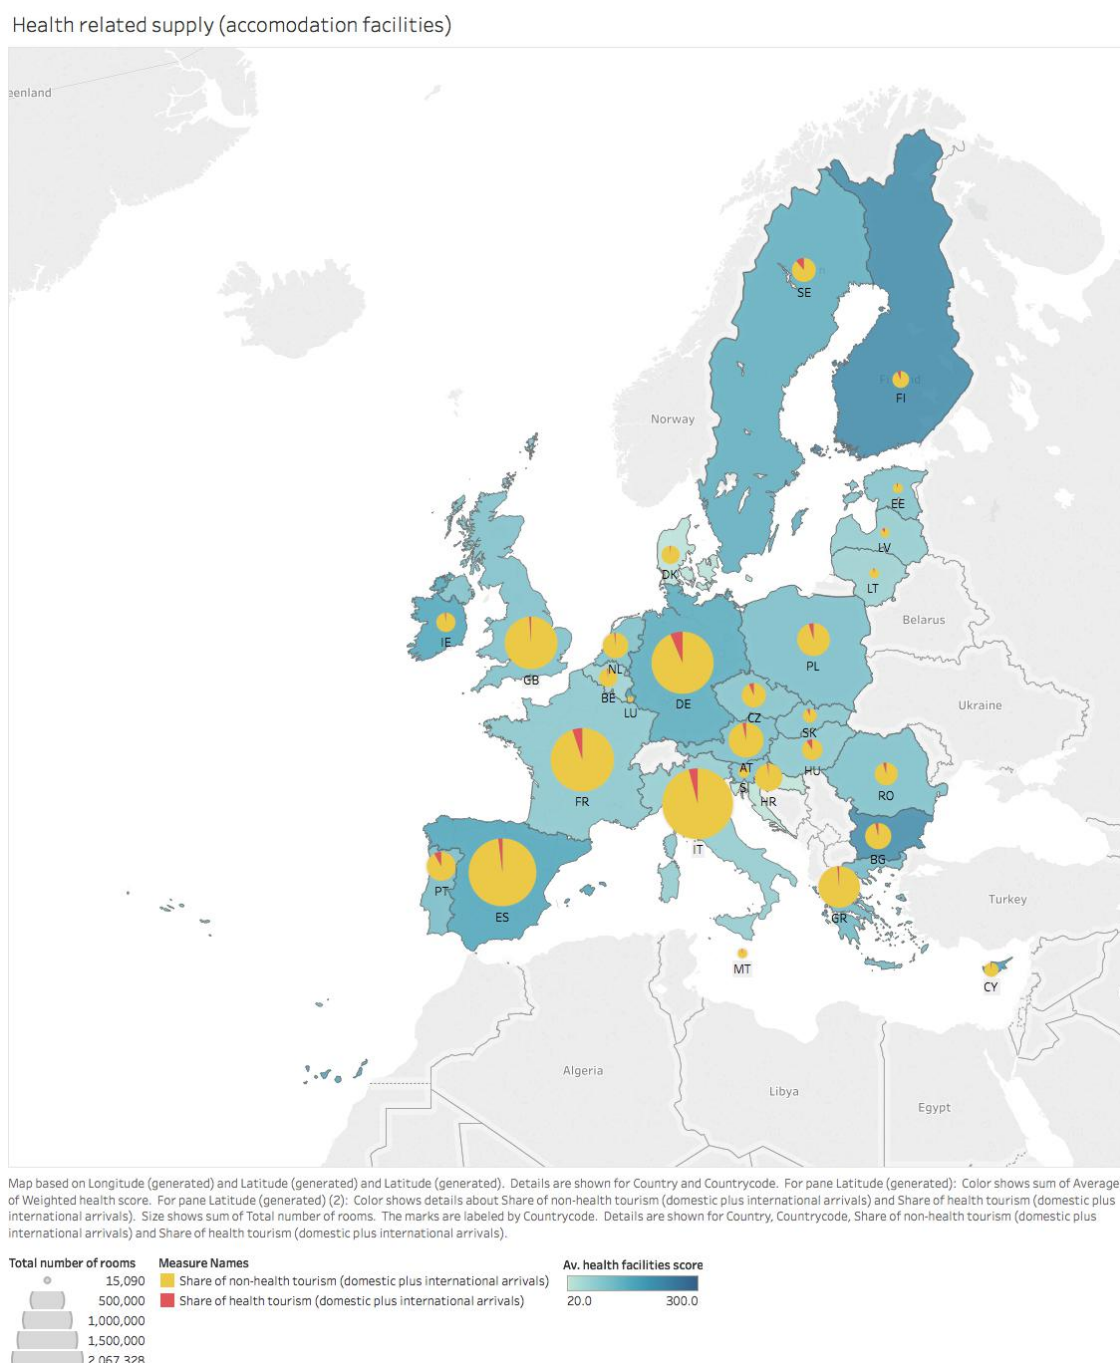 Health related supply (accomodation facilities)
eenland
SE
FI
Norway
EE
LV
DK
LT
Belarus
IE
GB
NL
PL
BE
LU
DE
Ukraine
CZ
SK
AT
HU
FR
HR
RO
IT
BG
PT
ES
GR
Turkey
MT
CY
Algeria
Libya
Egypt
Map based on Longitude (generated) and Latitude (generated) and Latitude (generated). Details are shown for Country and Countrycode. For pane Latitude (generated): Color shows sum of Average
of Weighted health score. For pane Latitude (generated) (2): Color shows details about Share of non-health tourism (domestic plus international arrivals) and Share of health tourism (domestic plus
international arrivals). Size shows sum of Total number of rooms. The marks are labeled by Countrycode. Details are shown for Country, Countrycode, Share of non-health tourism (domestic plus
international arrivals) and Share of health tourism (domestic plus international arrivals).
Total number of rooms
15,090
500,000
1,000,000
1,500,000
2,067,328
Measure Names
Share of non-health tourism (domestic plus international arrivals)
Share of health tourism (domestic plus international arrivals)
Av. health facilities score
20.0 300.0